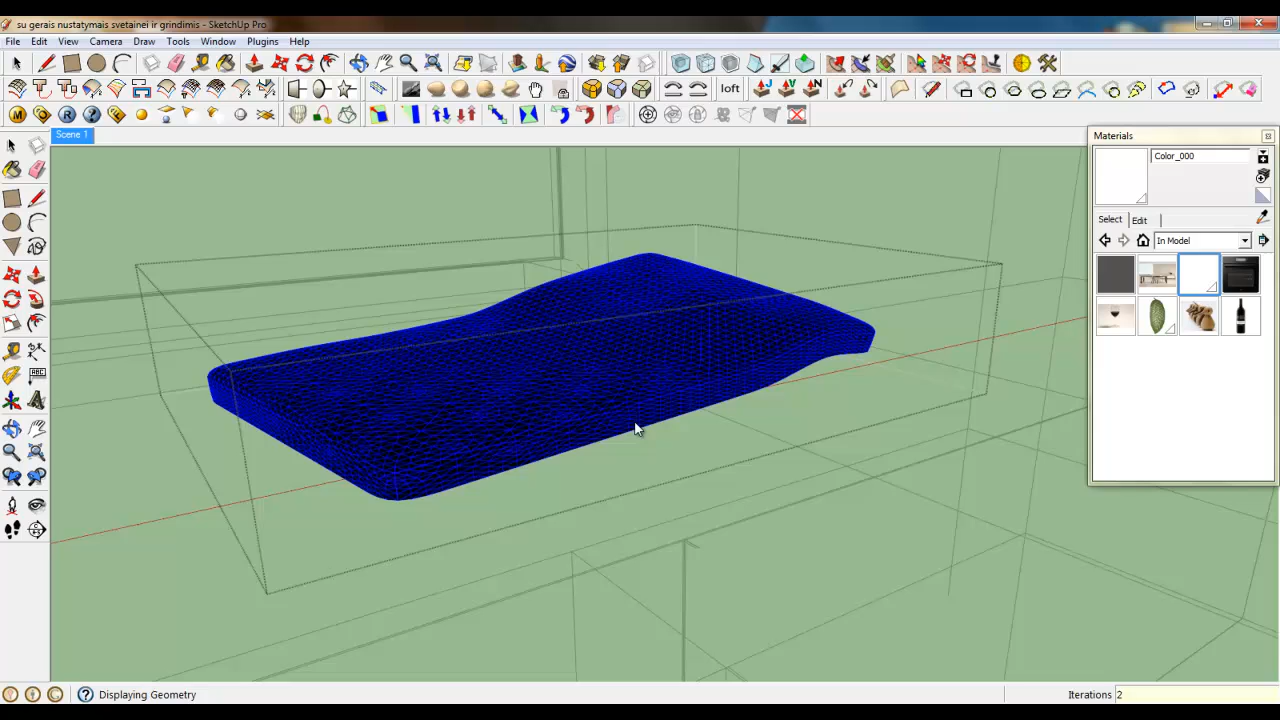 su gerais nustatymais svetainei ir grindimis - SketchUp Pro
File Edit View Camera Draw Tools Window Plugins Help
loft
M R ?
Scene 1
Materials
Color_000
Select Edit
In Model
ABC
? Displaying Geometry
Iterations 2